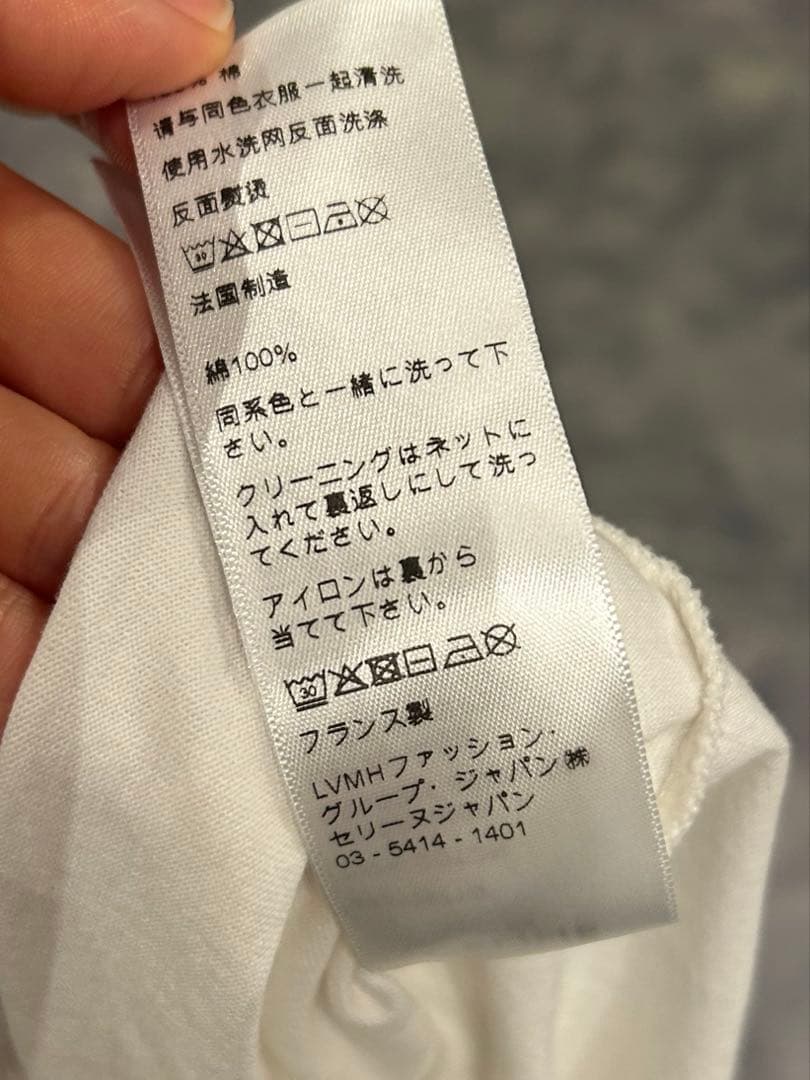 棉
请与同色衣服一起清洗
使用水洗网反面洗涤
反面熨烫
30
法国制造
綿100%
同系色と一緒に洗って下
さい。
クリーニングはネットに
入れて裏返しにして洗っ
てください。
アイロンは裏から
当てて下さい。
30
フランス製
LVMHファッション・
グループ・ジャパン㈱
セリーヌジャパン
03 - 5414 - 1401